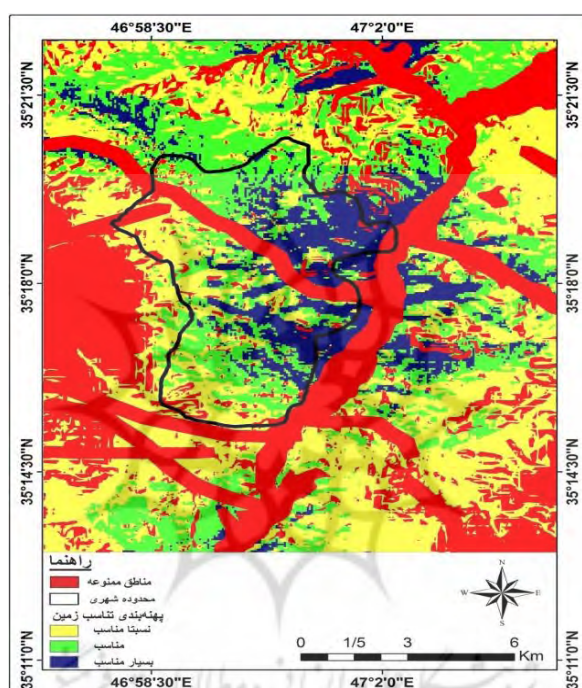 46°58'30"E 47°2'0"E
35°21'30"N 35°21'30"N
35°18'0"N 35°18'0"N
35°14'30"N 35°14'30"N
35°11'0"N 35°11'0"N
راهنما
مناطق ممنوعه
محدوده شهری
پهنه‌بندی تناسب زمین
نسبتا مناسب
مناسب
بسیار مناسب
N
W E
S
0 1/5 3 6
Km
46°58'30"E 47°2'0"E